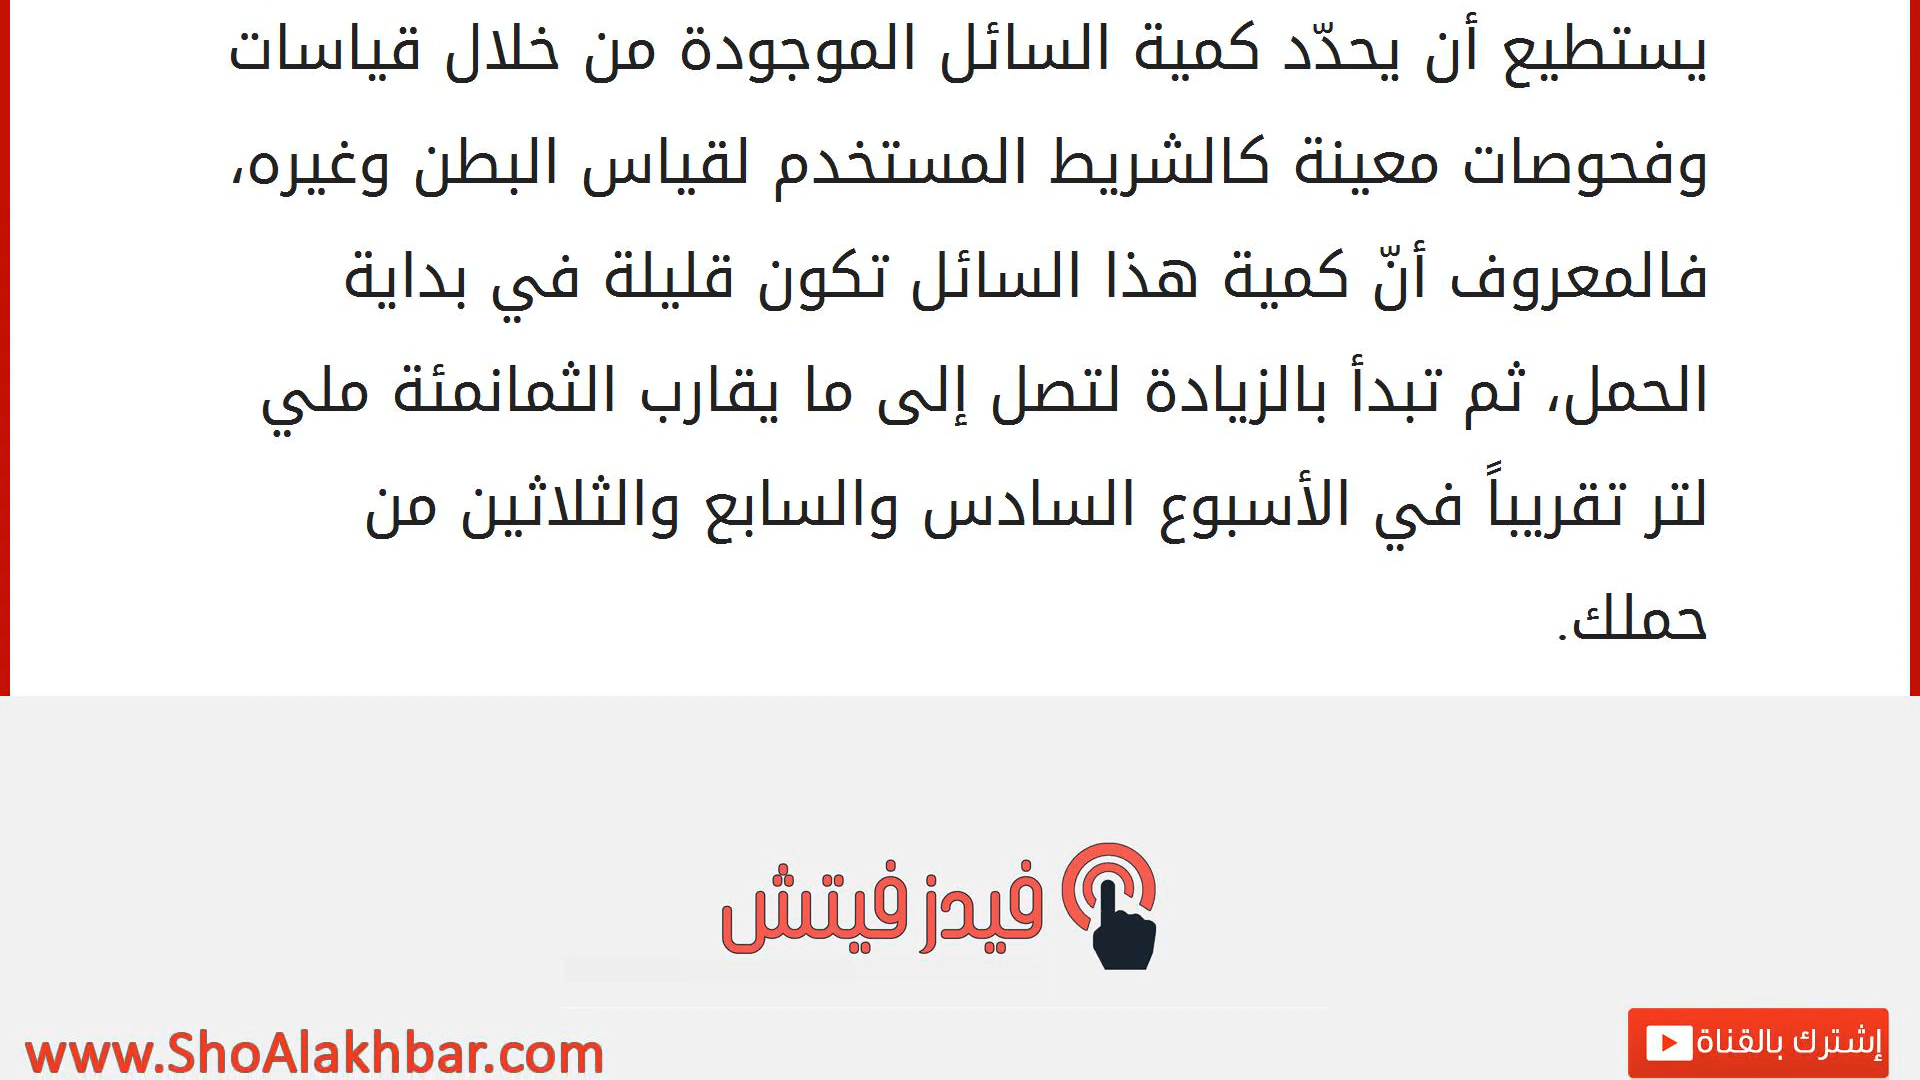 يستطيع أن يحدّد كمية السائل الموجودة من خلال قياسات
وفحوصات معينة كالشريط المستخدم لقياس البطن وغيره،
فالمعروف أنّ كمية هذا السائل تكون قليلة في بداية
الحمل، ثم تبدأ بالزيادة لتصل إلى ما يقارب الثمانمئة ملي
لتر تقريباً في الأسبوع السادس والسابع والثلاثين من
حملك.
فيدز فيتش
www.ShoAlakhbar.com
إشترك بالقناة